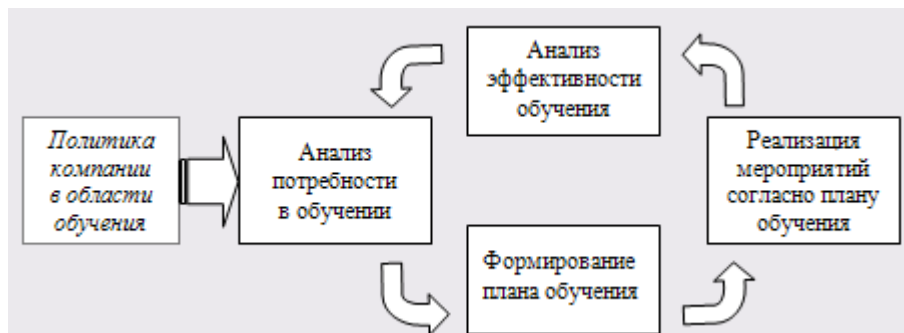 Политика
компании
в области
обучения
Анализ
потребности
в обучении
Формирование
плана обучения
Реализация
мероприятий
согласно плану
обучения
Анализ
эффективности
обучения